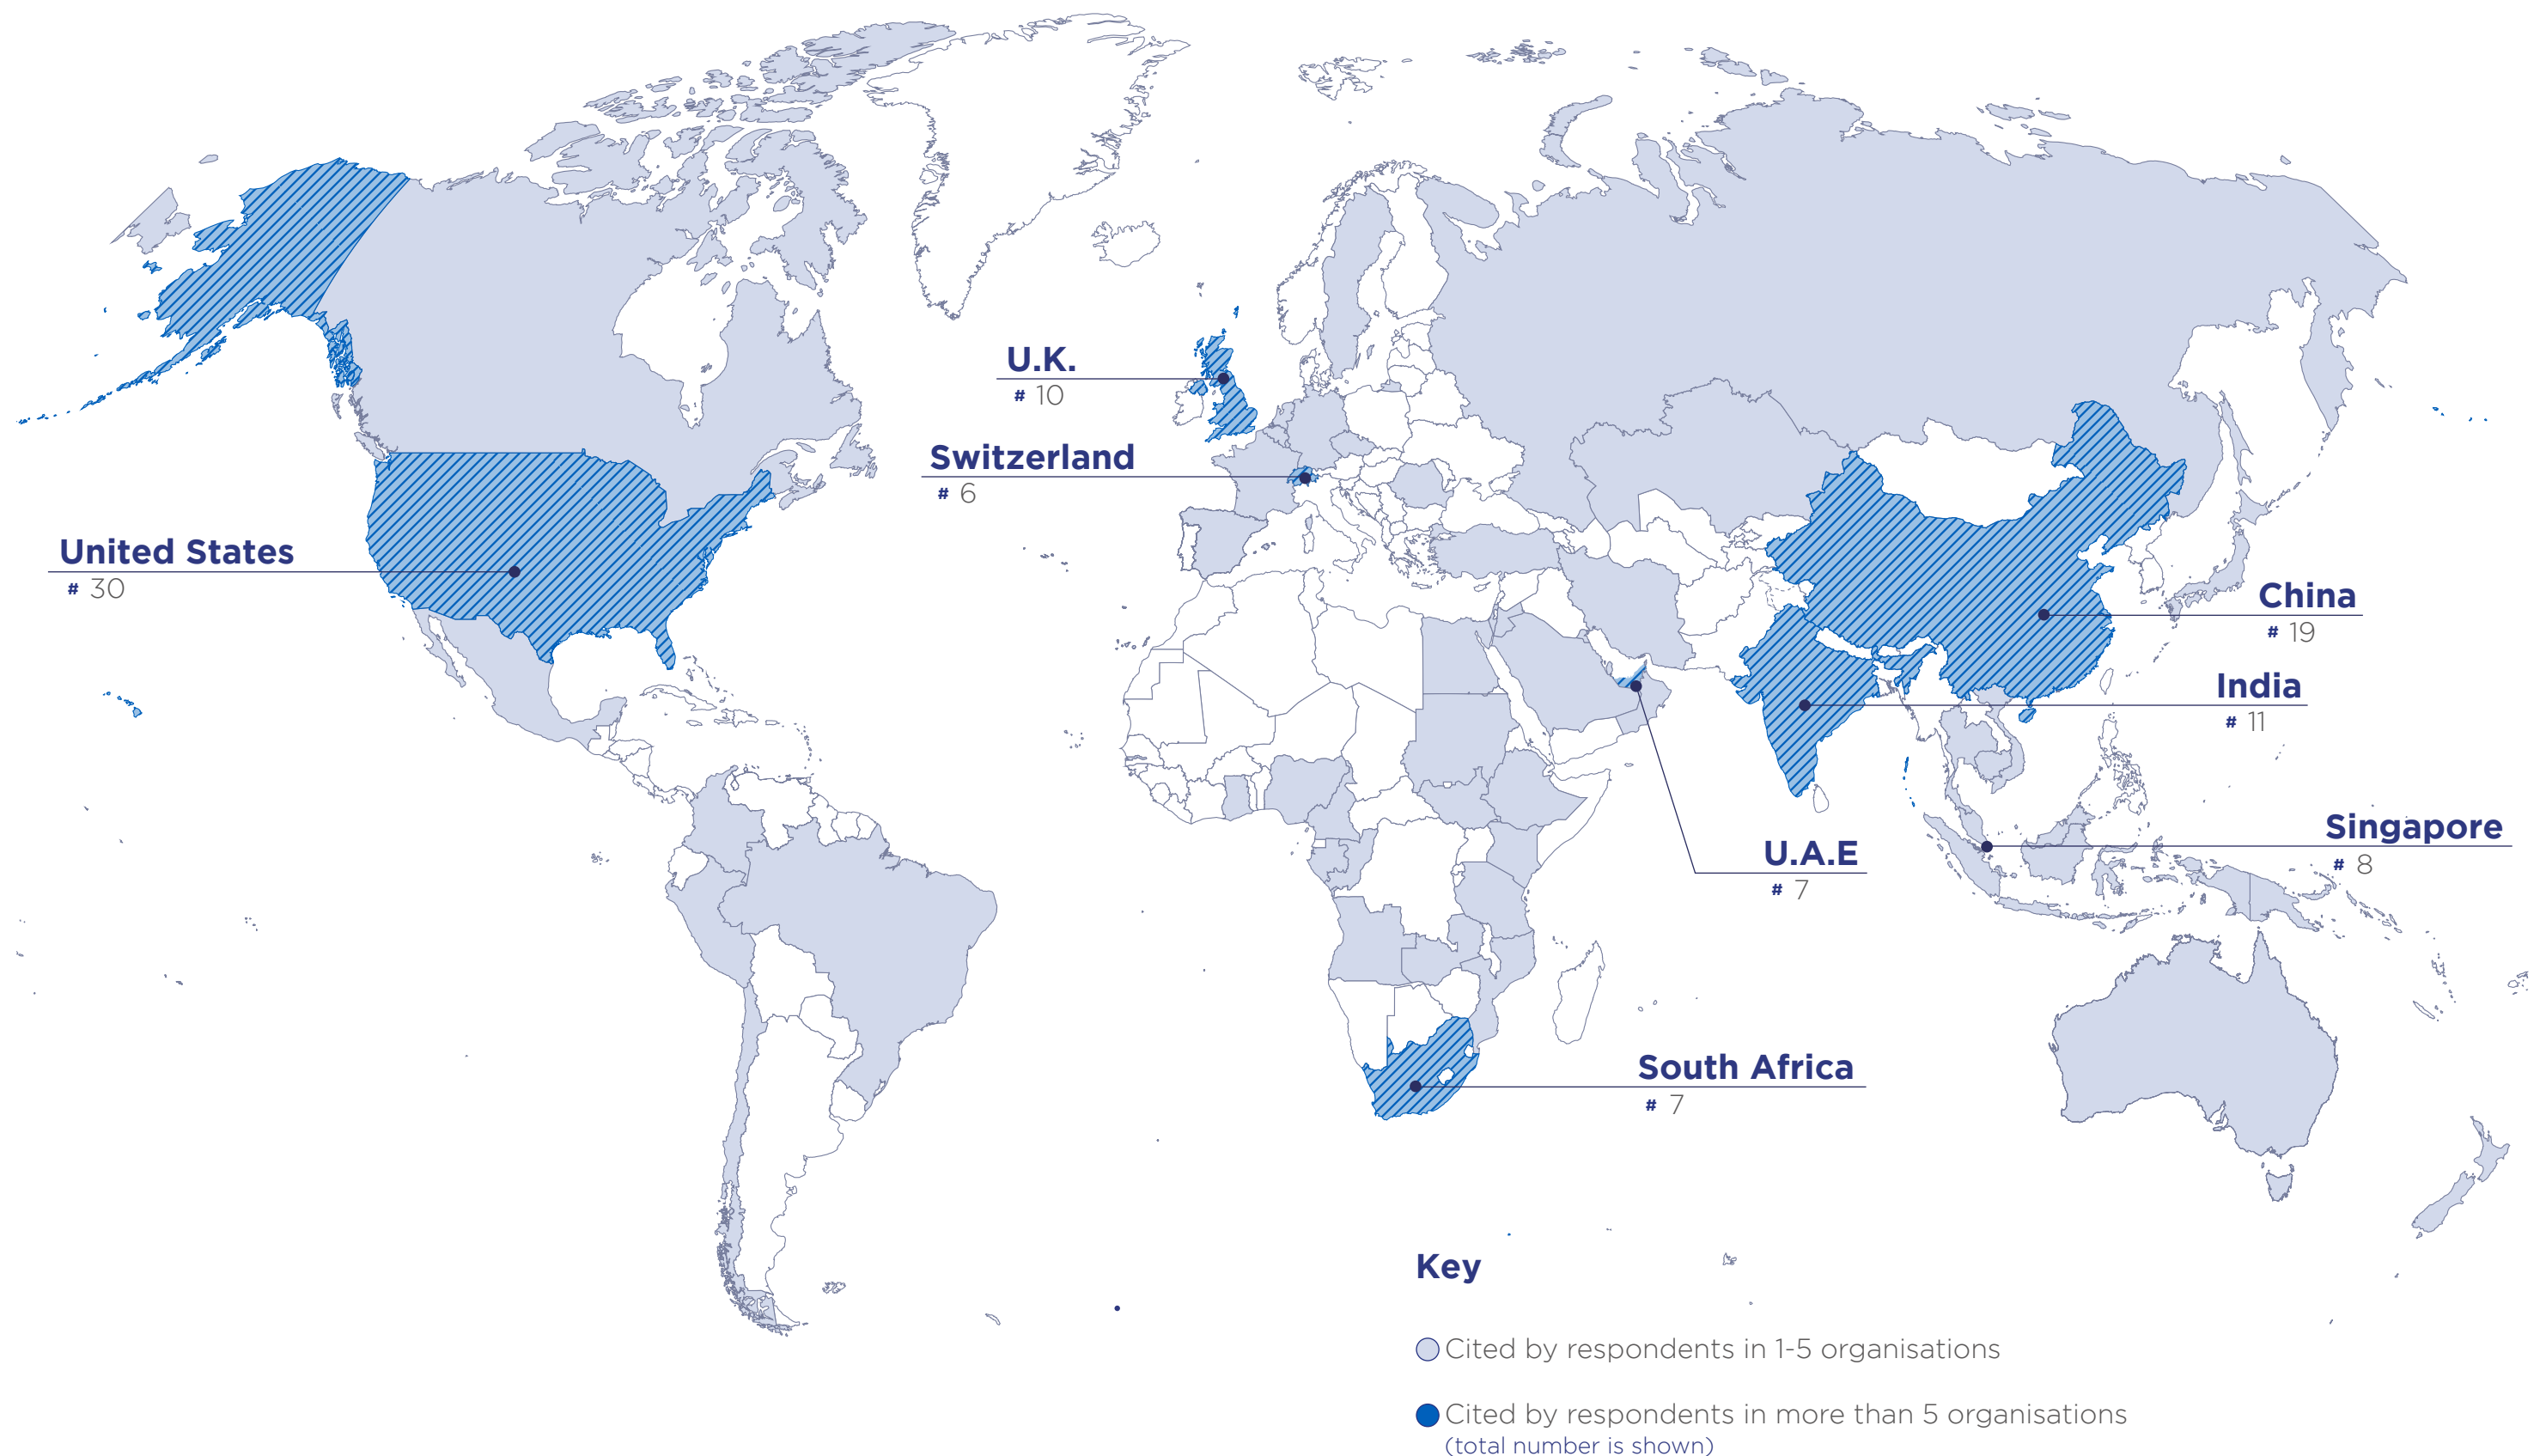 U.K.
# 10
Switzerland
# 6
United States
# 30
China
# 19
India
# 11
Singapore
# 8
U.A.E
# 7
South Africa
# 7
Key
Cited by respondents in 1-5 organisations
Cited by respondents in more than 5 organisations
(total number is shown)